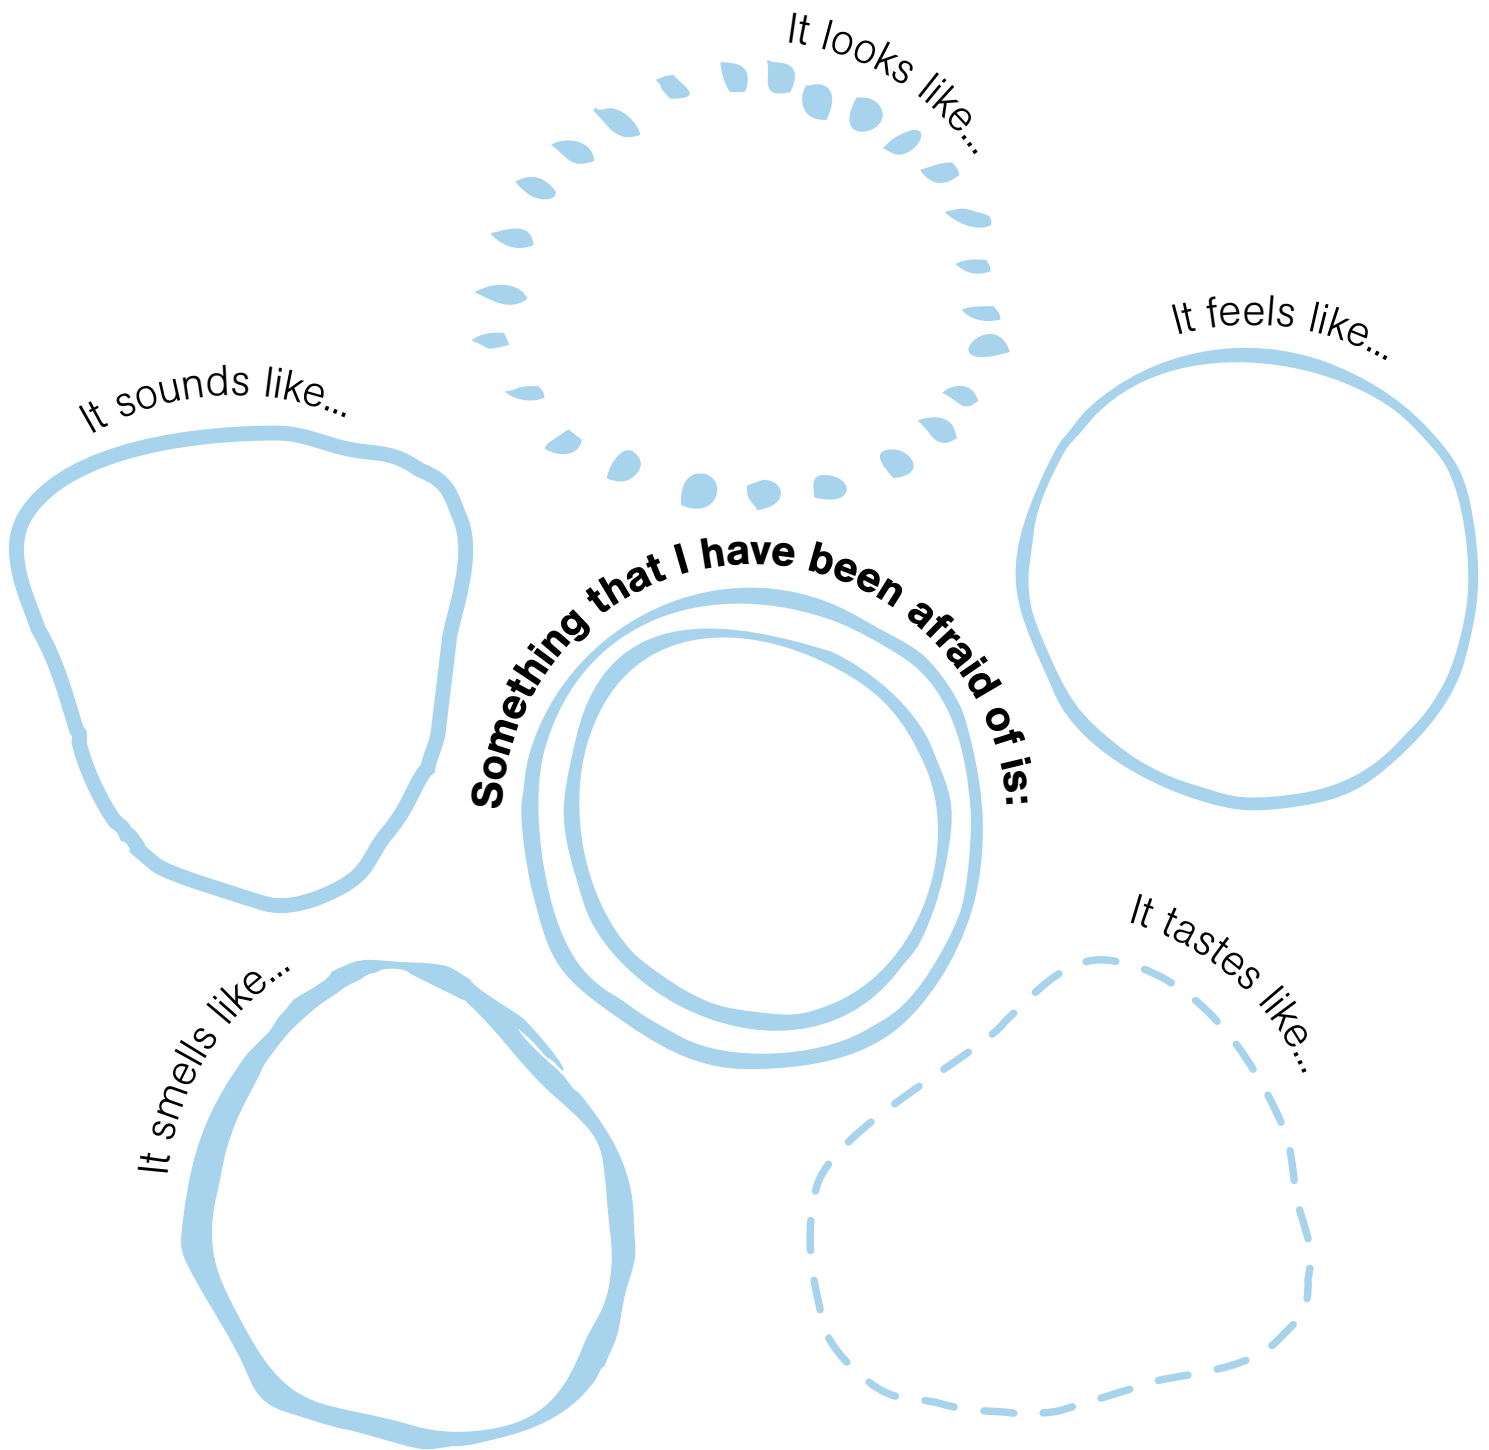 It looks like...
It feels like...
It sounds like...
Something that I have been afraid of is:
It tastes like...
It smells like...